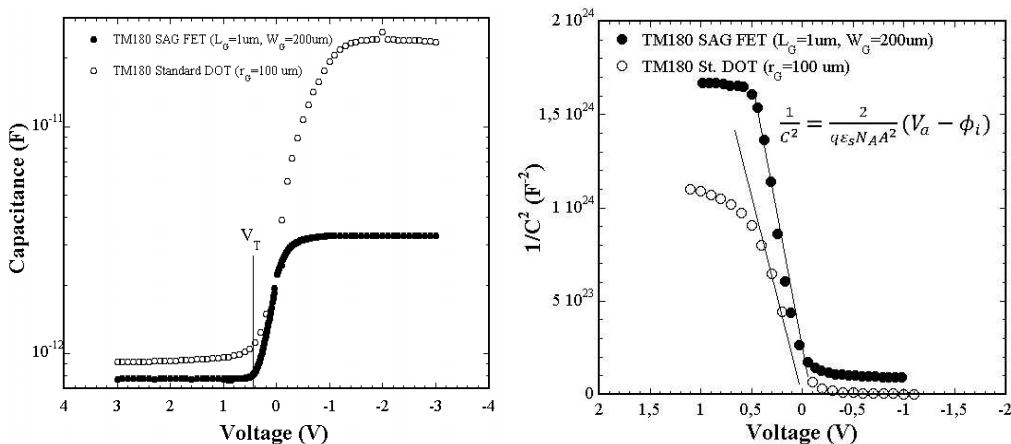 TM180 SAG FET (L_G=1um, W_G=200um)
TM180 Standard DOT (r_G=100 um)
10^-11
Capacitance (F)
V_T
10^-12
4 3 2 1 0 -1 -2 -3 -4
Voltage (V)
2 10^24
TM180 SAG FET (L_G=1um, W_G=200um)
TM180 St. DOT (r_G=100 um)
1,5 10^24
1/C^2 = 2/(qε_sN_AA^2) (V_a − ϕ_i)
1/C^2 (F^-2)
1 10^24
5 10^23
0
2 1,5 1 0,5 0 -0,5 -1 -1,5 -2
Voltage (V)